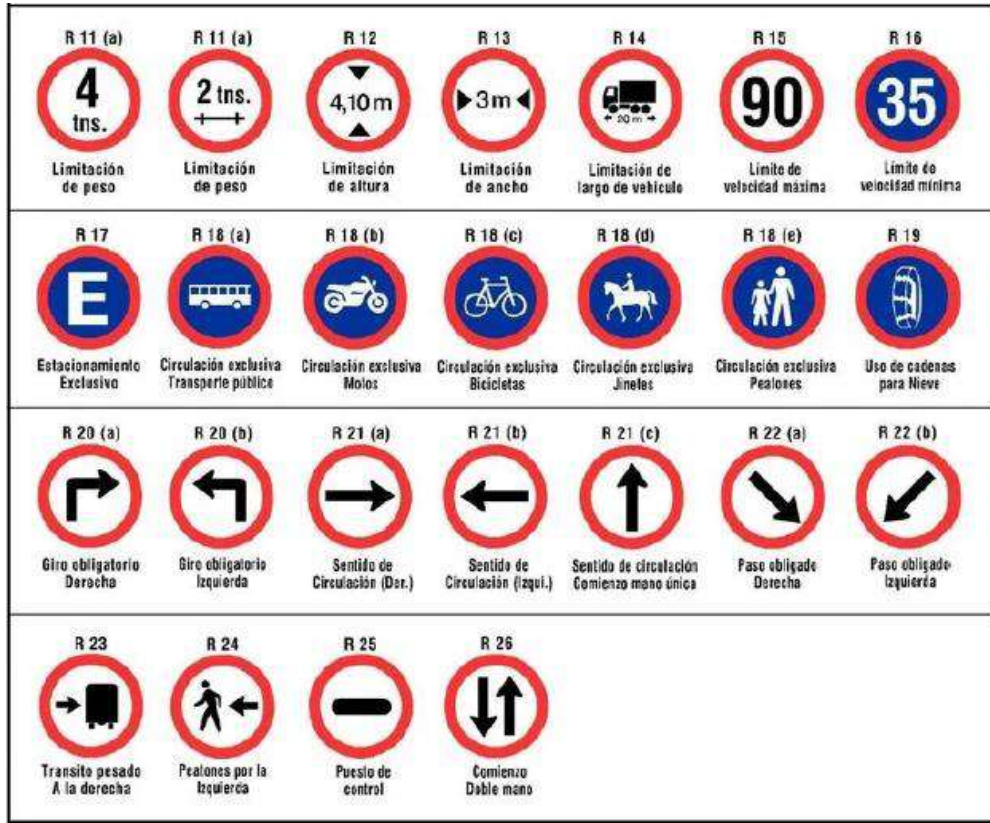 R 11 (a) R 11 (a) R 12 R 13 R 14 R 15 R 16
4 2 tns. 4,10 m 3m 20 m 90 35
tns.
Limitación Limitación Limitación Limitación Limitación de Límite de Límite de
de peso de peso de altura de ancho largo de vehículo velocidad máxima velocidad mínima
R 17 R 18 (a) R 18 (b) R 18 (c) R 18 (d) R 18 (e) R 19
E
Estacionamiento Circulación exclusiva Circulación exclusiva Circulación exclusiva Circulación exclusiva Circulación exclusiva Uso de cadenas
Exclusivo Transporte público Motos Bicicletas Jinetes Peatones para Nieve
R 20 (a) R 20 (b) R 21 (a) R 21 (b) R 21 (c) R 22 (a) R 22 (b)
Giro obligatorio Giro obligatorio Sentido de Sentido de Sentido de circulación Paso obligado Paso obligado
Derecha Izquierda Circulación (Der.) Circulación (Izqui.) Comienzo mano única Derecha Izquierda
R 23 R 24 R 25 R 26
Transito pesado Peatones por la Puesto de Comienzo
A la derecha Izquierda control Doble mano